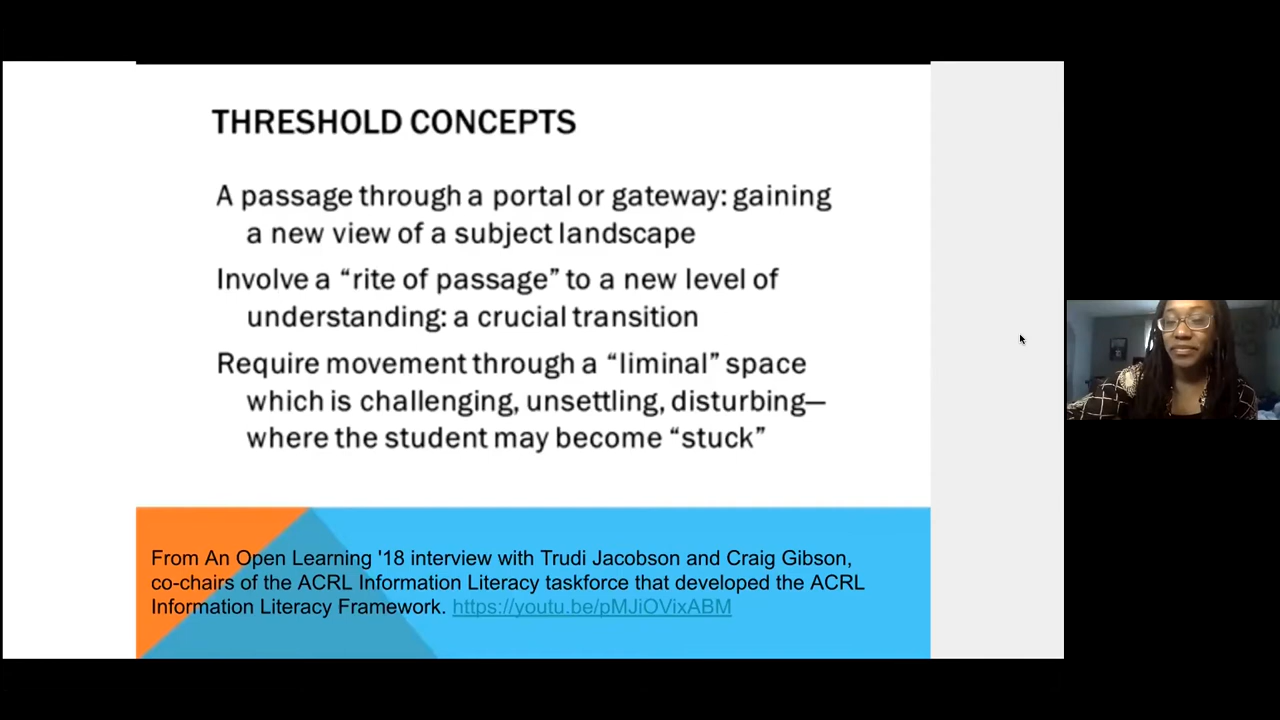 THRESHOLD CONCEPTS
A passage through a portal or gateway: gaining
a new view of a subject landscape
Involve a “rite of passage” to a new level of
understanding: a crucial transition
Require movement through a “liminal” space
which is challenging, unsettling, disturbing—
where the student may become “stuck”
From An Open Learning '18 interview with Trudi Jacobson and Craig Gibson,
co-chairs of the ACRL Information Literacy taskforce that developed the ACRL
Information Literacy Framework. https://youtu.be/pMJiOVixABM